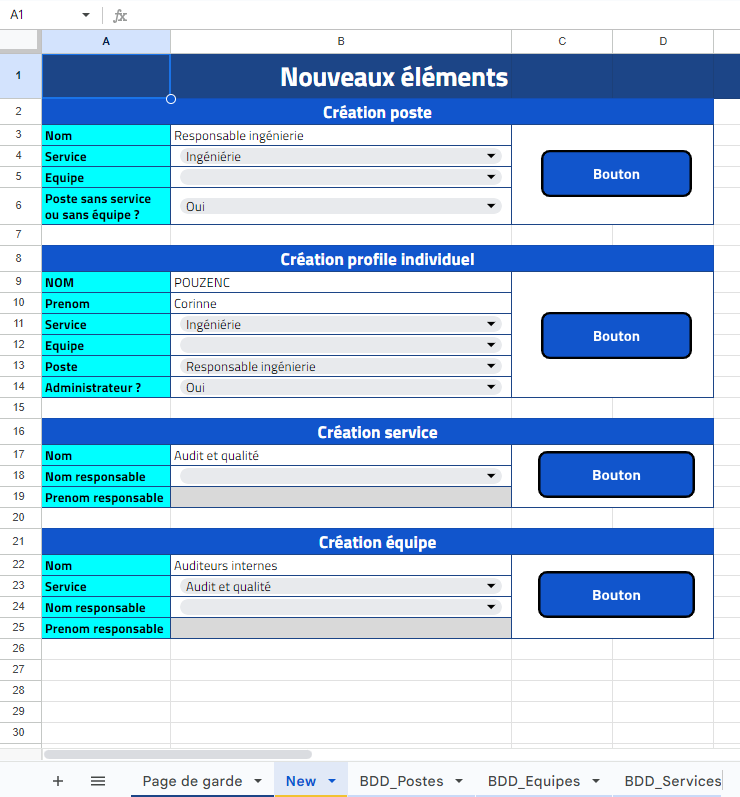 A1
fx
A B C D
1 Nouveaux éléments
2 Création poste
3 Nom Responsable ingénierie
4 Service Ingéniérie
5 Equipe
Bouton
6 Poste sans service
ou sans équipe ? Oui
7
8 Création profile individuel
9 NOM POUZENC
10 Prenom Corinne
11 Service Ingéniérie
12 Equipe
Bouton
13 Poste Responsable ingénierie
14 Administrateur ? Oui
15
16 Création service
17 Nom Audit et qualité
18 Nom responsable Bouton
19 Prenom responsable
20
21 Création équipe
22 Nom Auditeurs internes
23 Service Audit et qualité
Bouton
24 Nom responsable
25 Prenom responsable
26
27
28
29
30
Page de garde New BDD_Postes BDD_Equipes BDD_Services